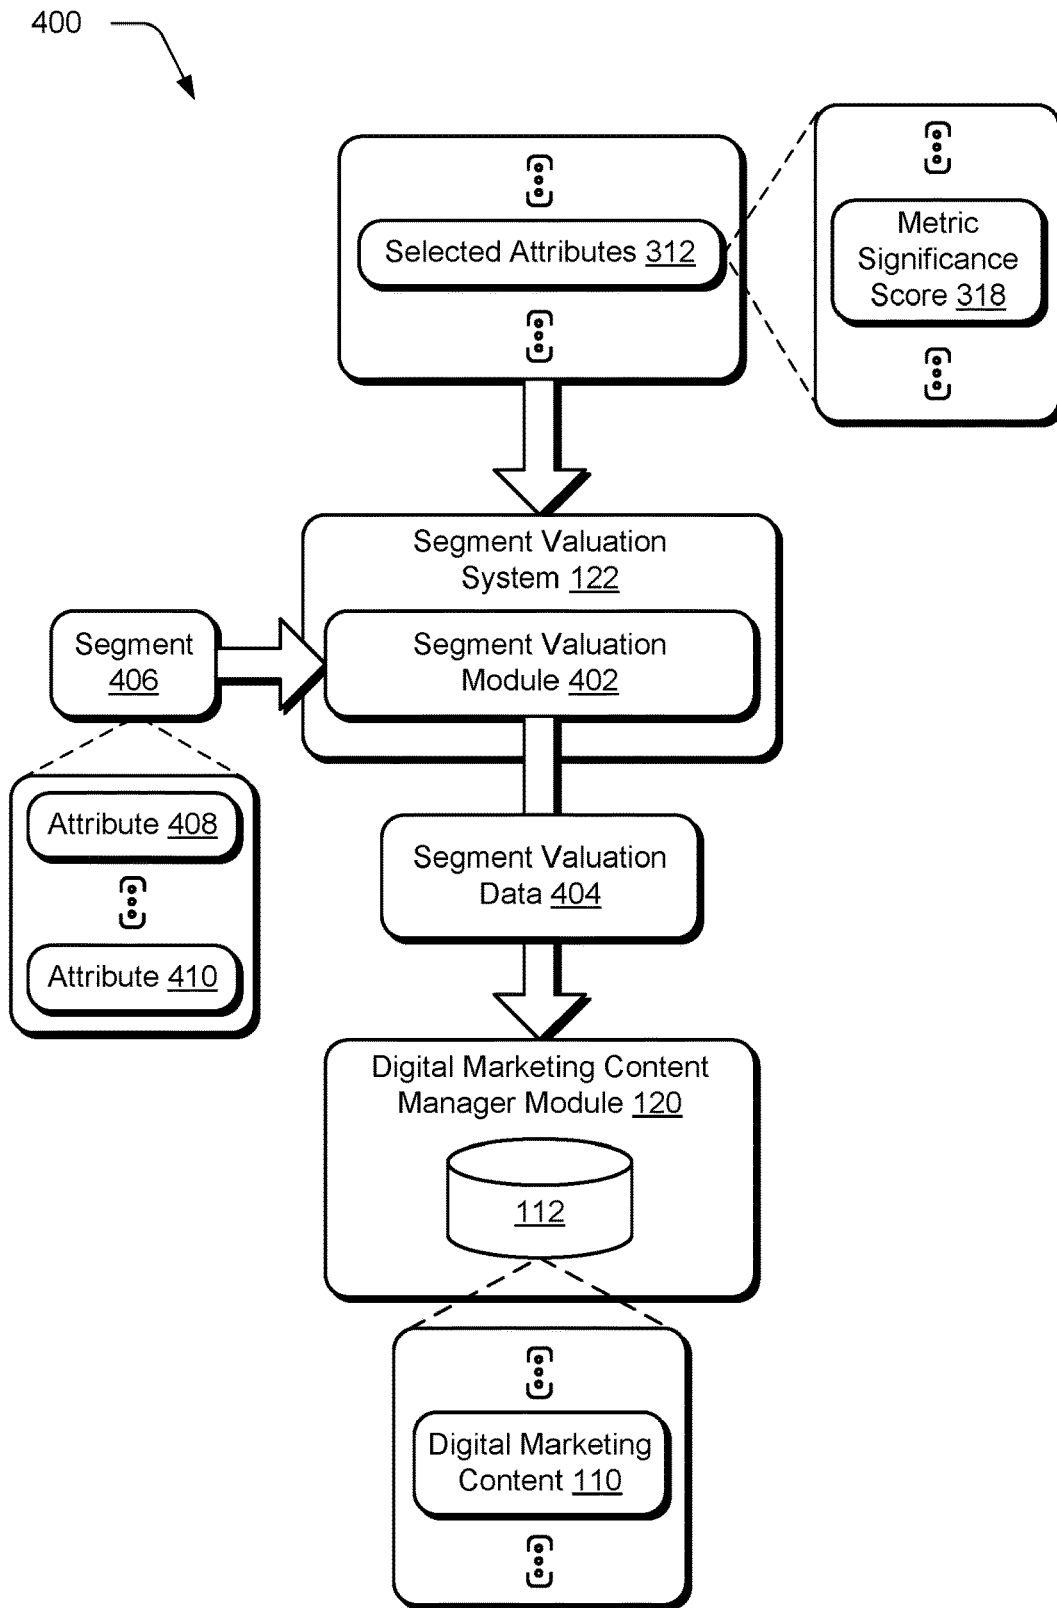 400
Selected Attributes 312
Metric
Significance
Score 318
Segment Valuation
System 122
Segment
406
Segment Valuation
Module 402
Attribute 408
Attribute 410
Segment Valuation
Data 404
Digital Marketing Content
Manager Module 120
112
Digital Marketing
Content 110